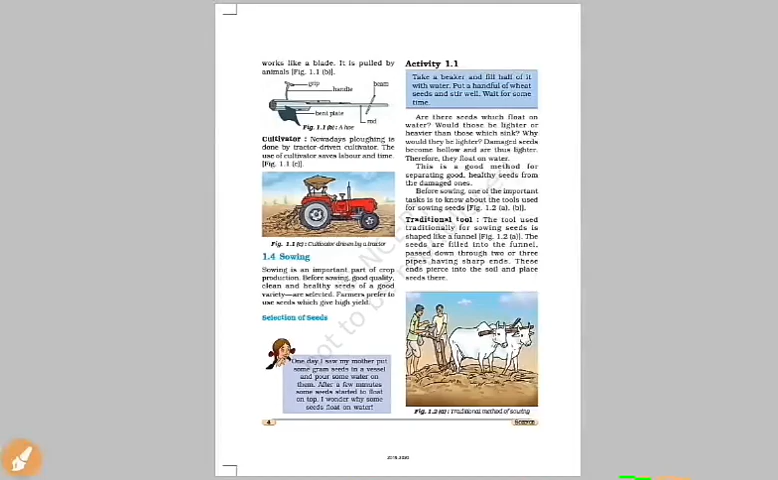 works like a blade. It is pulled by
animals [Fig. 1.1 (b)].
grip
handle
beam
bent plate
rod
Fig. 1.1 (b) : A hoe
Cultivator : Nowadays ploughing is
done by tractor-driven cultivator. The
use of cultivator saves labour and time.
[Fig. 1.1 (c)].
Fig. 1.1 (c) : Cultivator driven by a tractor
1.4 Sowing
Sowing is an important part of crop
production. Before sowing, good quality,
clean and healthy seeds of a good
variety—are selected. Farmers prefer to
use seeds which give high yield.
Selection of Seeds
One day I saw my mother put
some gram seeds in a vessel
and pour some water on
them. After a few minutes
some seeds started to float
on top. I wonder why some
seeds float on water!
4
Activity 1.1
Take a beaker and fill half of it
with water. Put a handful of wheat
seeds and stir well. Wait for some
time.
Are there seeds which float on
water? Would those be lighter or
heavier than those which sink? Why
would they be lighter? Damaged seeds
become hollow and are thus lighter.
Therefore, they float on water.
This is a good method for
separating good, healthy seeds from
the damaged ones.
Before sowing, one of the important
tasks is to know about the tools used
for sowing seeds [Fig. 1.2 (a), (b)].
Traditional tool : The tool used
traditionally for sowing seeds is
shaped like a funnel [Fig. 1.2 (a)]. The
seeds are filled into the funnel,
passed down through two or three
pipes having sharp ends. These
ends pierce into the soil and place
seeds there.
Fig. 1.2 (a) : Traditional method of sowing
Science